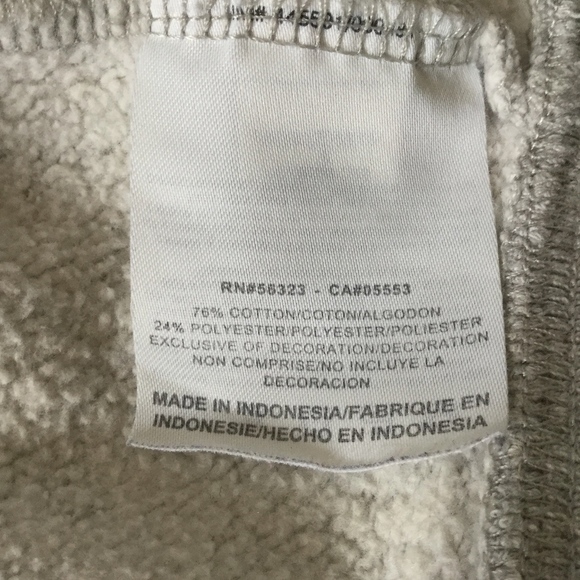 RN#56323 - CA#05553
76% COTTON/COTON/ALGODON
24% POLYESTER/POLYESTER/POLIESTER
EXCLUSIVE OF DECORATION/DECORATION
NON COMPRISE/NO INCLUYE LA
DECORACION
MADE IN INDONESIA/FABRIQUE EN
INDONESIE/HECHO EN INDONESIA